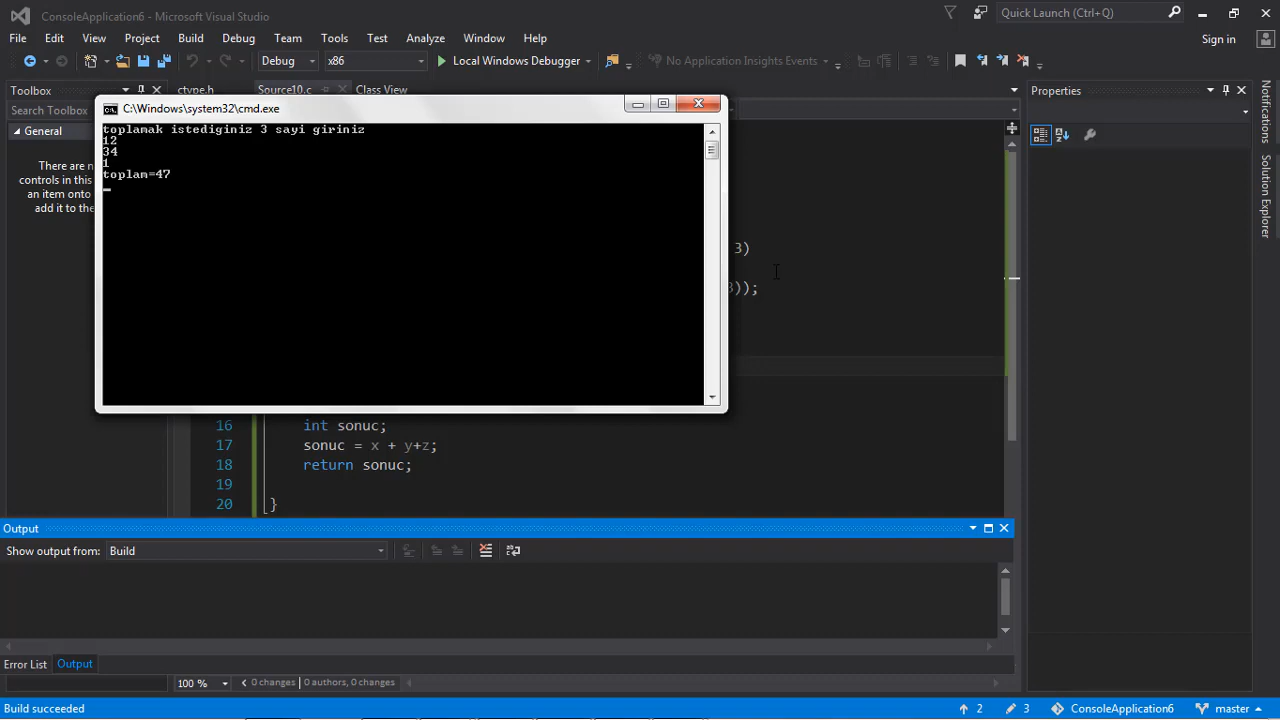 ConsoleApplication6 - Microsoft Visual Studio
Quick Launch (Ctrl+Q)
File Edit View Project Build Debug Team Tools Test Analyze Window Help
Sign in
Debug x86 Local Windows Debugger No Application Insights Events
Toolbox
ctype.h Source10.c Class View
Properties
Search Toolbox
General
There are n
controls in this
an item onto
add it to the
C:\Windows\system32\cmd.exe
toplamak istediginiz 3 sayi giriniz
12
34
1
toplam=47
3)
3));
16 int sonuc;
17 sonuc = x + y+z;
18 return sonuc;
19
20 }
Notifications
Solution Explorer
Output
Show output from: Build
Error List Output
100 % 0 changes | 0 authors, 0 changes
Build succeeded
2 3 ConsoleApplication6 master